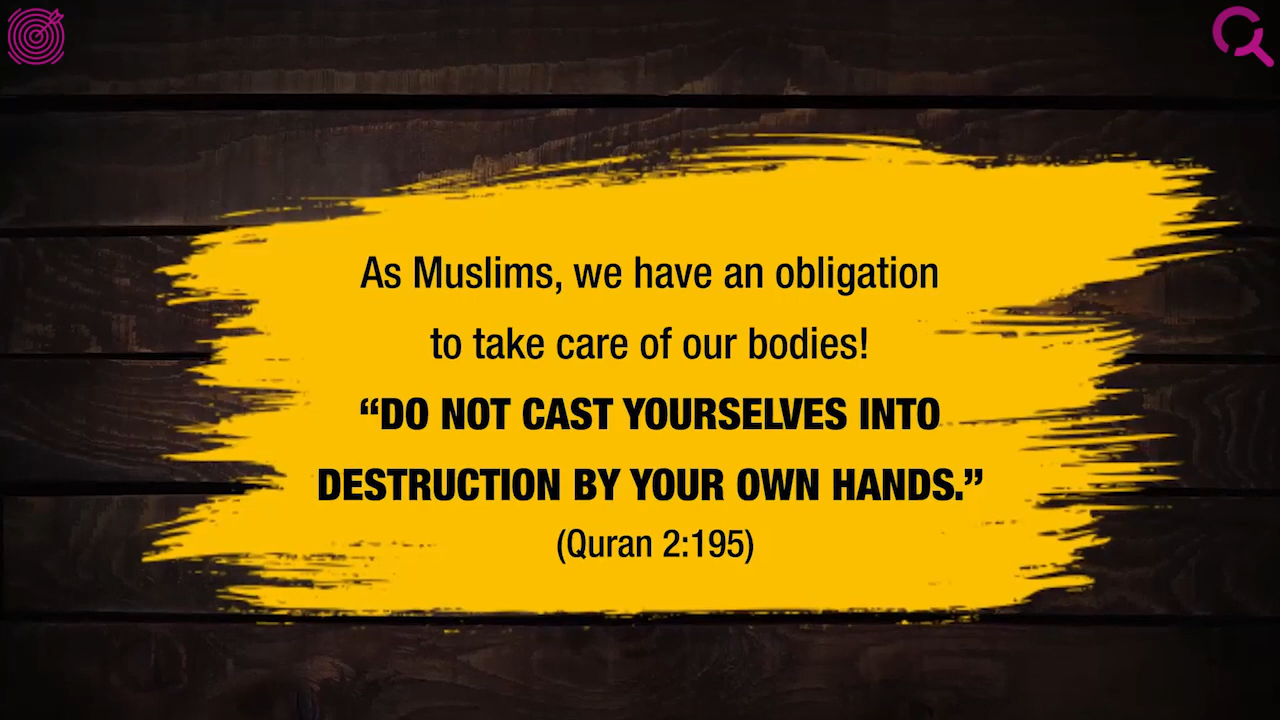 As Muslims, we have an obligation
to take care of our bodies!
“DO NOT CAST YOURSELVES INTO
DESTRUCTION BY YOUR OWN HANDS.”
(Quran 2:195)